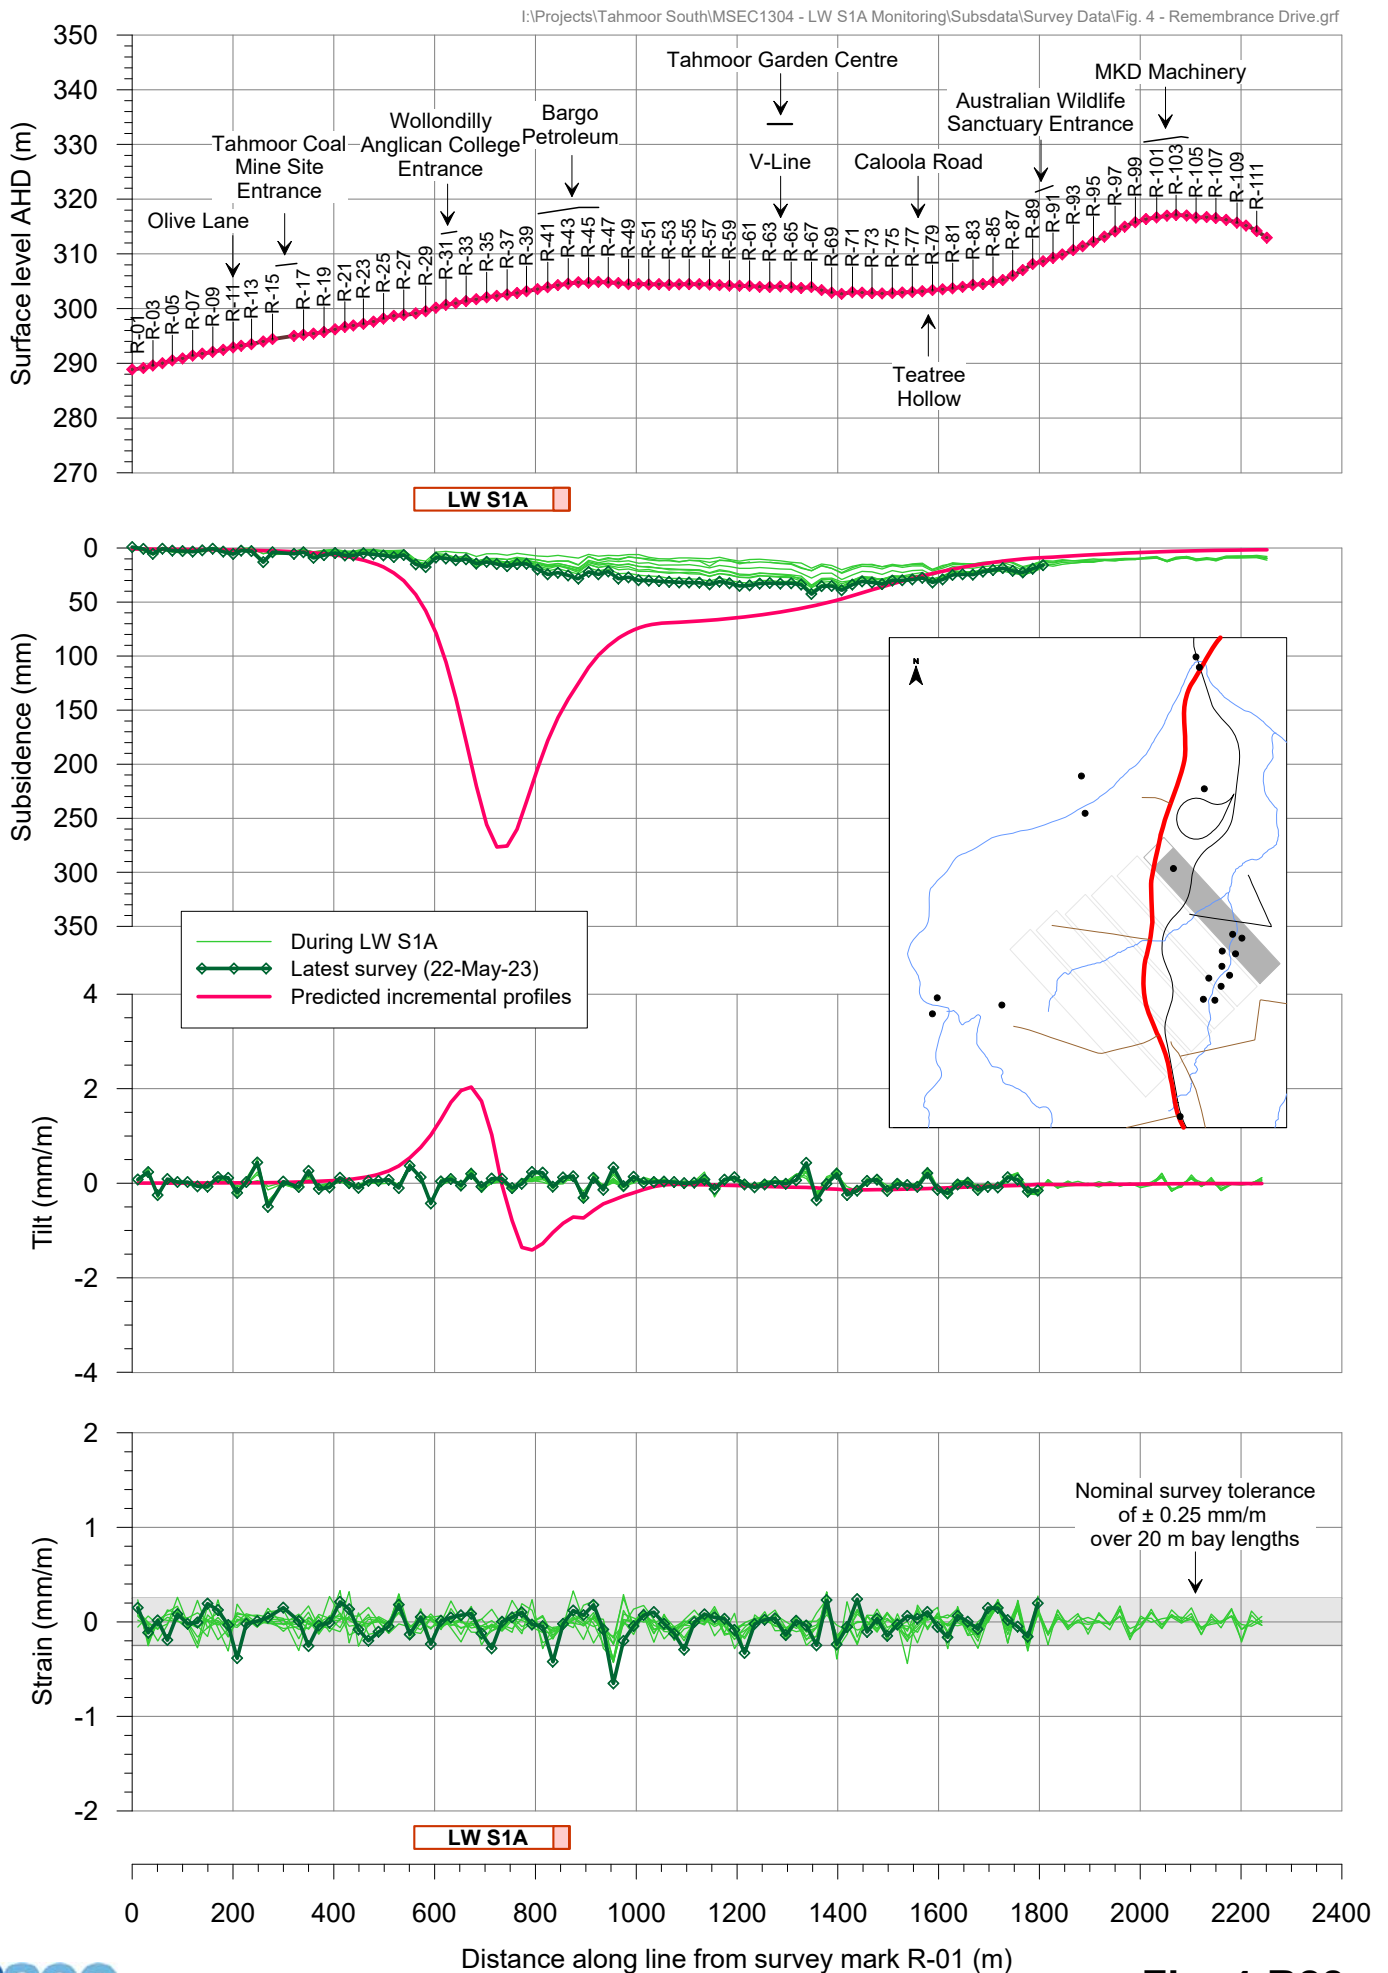 I:\Projects\Tahmoor South\MSEC1304 - LW S1A Monitoring\Subsdata\Survey Data\Fig. 4 - Remembrance Drive.grf
350
340
330
320
310
300
290
280
270
Surface level AHD (m)
Tahmoor Garden Centre
MKD Machinery
Australian Wildlife
Sanctuary Entrance
Bargo
Petroleum
Wollondilly
Anglican College
Entrance
Tahmoor Coal
Mine Site
Entrance
V-Line
Caloola Road
Olive Lane
Teatree
Hollow
R-01
R-03
R-05
R-07
R-09
R-11
R-13
R-15
R-17
R-19
R-21
R-23
R-25
R-27
R-29
R-31
R-33
R-35
R-37
R-39
R-41
R-43
R-45
R-47
R-49
R-51
R-53
R-55
R-57
R-59
R-61
R-63
R-65
R-67
R-69
R-71
R-73
R-75
R-77
R-79
R-81
R-83
R-85
R-87
R-89
R-91
R-93
R-95
R-97
R-99
R-101
R-103
R-105
R-107
R-109
R-111
LW S1A
0
50
100
150
200
250
300
350
Subsidence (mm)
N
During LW S1A
Latest survey (22-May-23)
Predicted incremental profiles
4
2
0
-2
-4
Tilt (mm/m)
2
1
0
-1
-2
Strain (mm/m)
Nominal survey tolerance
of ± 0.25 mm/m
over 20 m bay lengths
LW S1A
0 200 400 600 800 1000 1200 1400 1600 1800 2000 2200 2400
Distance along line from survey mark R-01 (m)